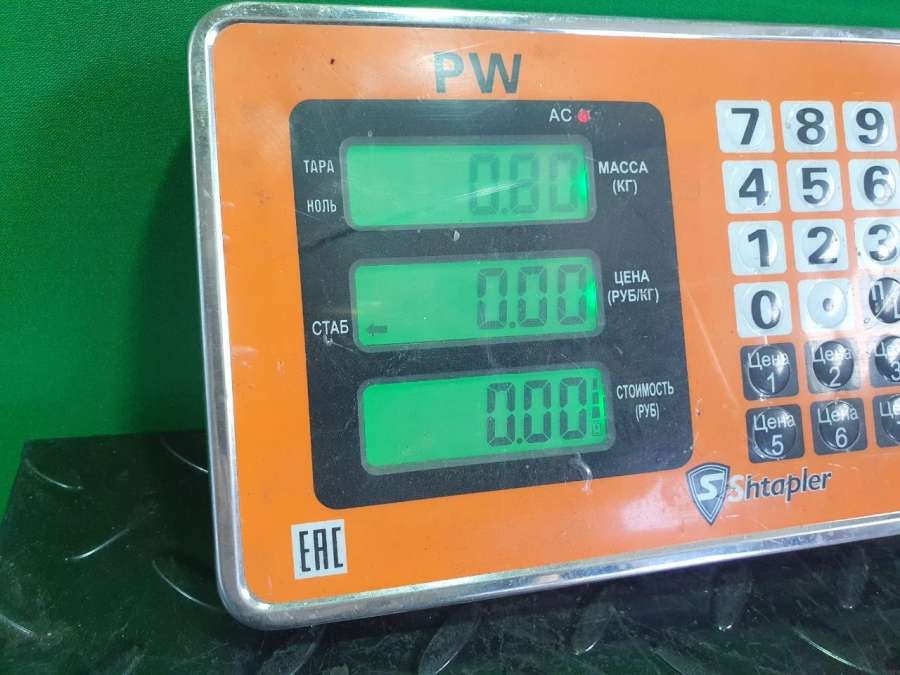 PW
AC
ТАРА
НОЛЬ
0.80
МАССА
(КГ)
СТАБ
0.00
ЦЕНА
(РУБ/КГ)
0.00
СТОИМОСТЬ
(РУБ)
7 8 9
4 5 6
1 2 3
0
Цена 1
Цена 2
Цена 5
Цена 6
S Shtapler
EAC